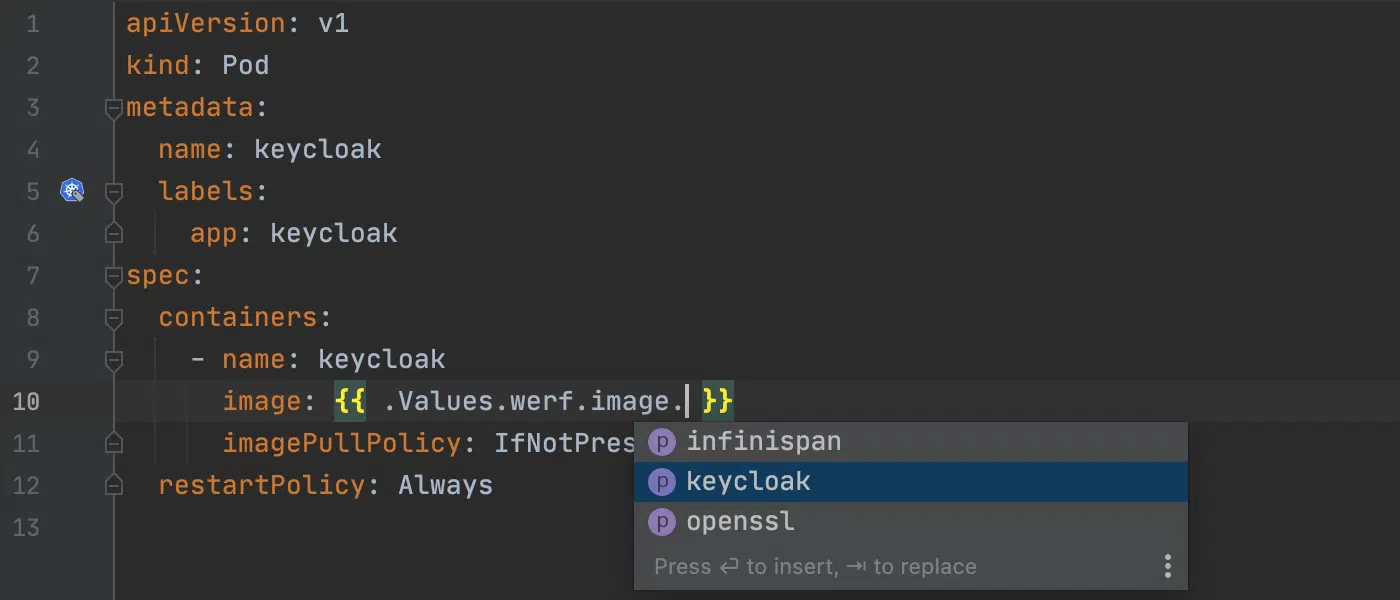 1 apiVersion: v1
2 kind: Pod
3 metadata:
4   name: keycloak
5   labels:
6     app: keycloak
7 spec:
8   containers:
9     - name: keycloak
10       image: {{ .Values.werf.image. }}
11       imagePullPolicy: IfNotPres
p infinispan
p keycloak
12   restartPolicy: Always
p openssl
13
Press ↵ to insert, ⇥ to replace